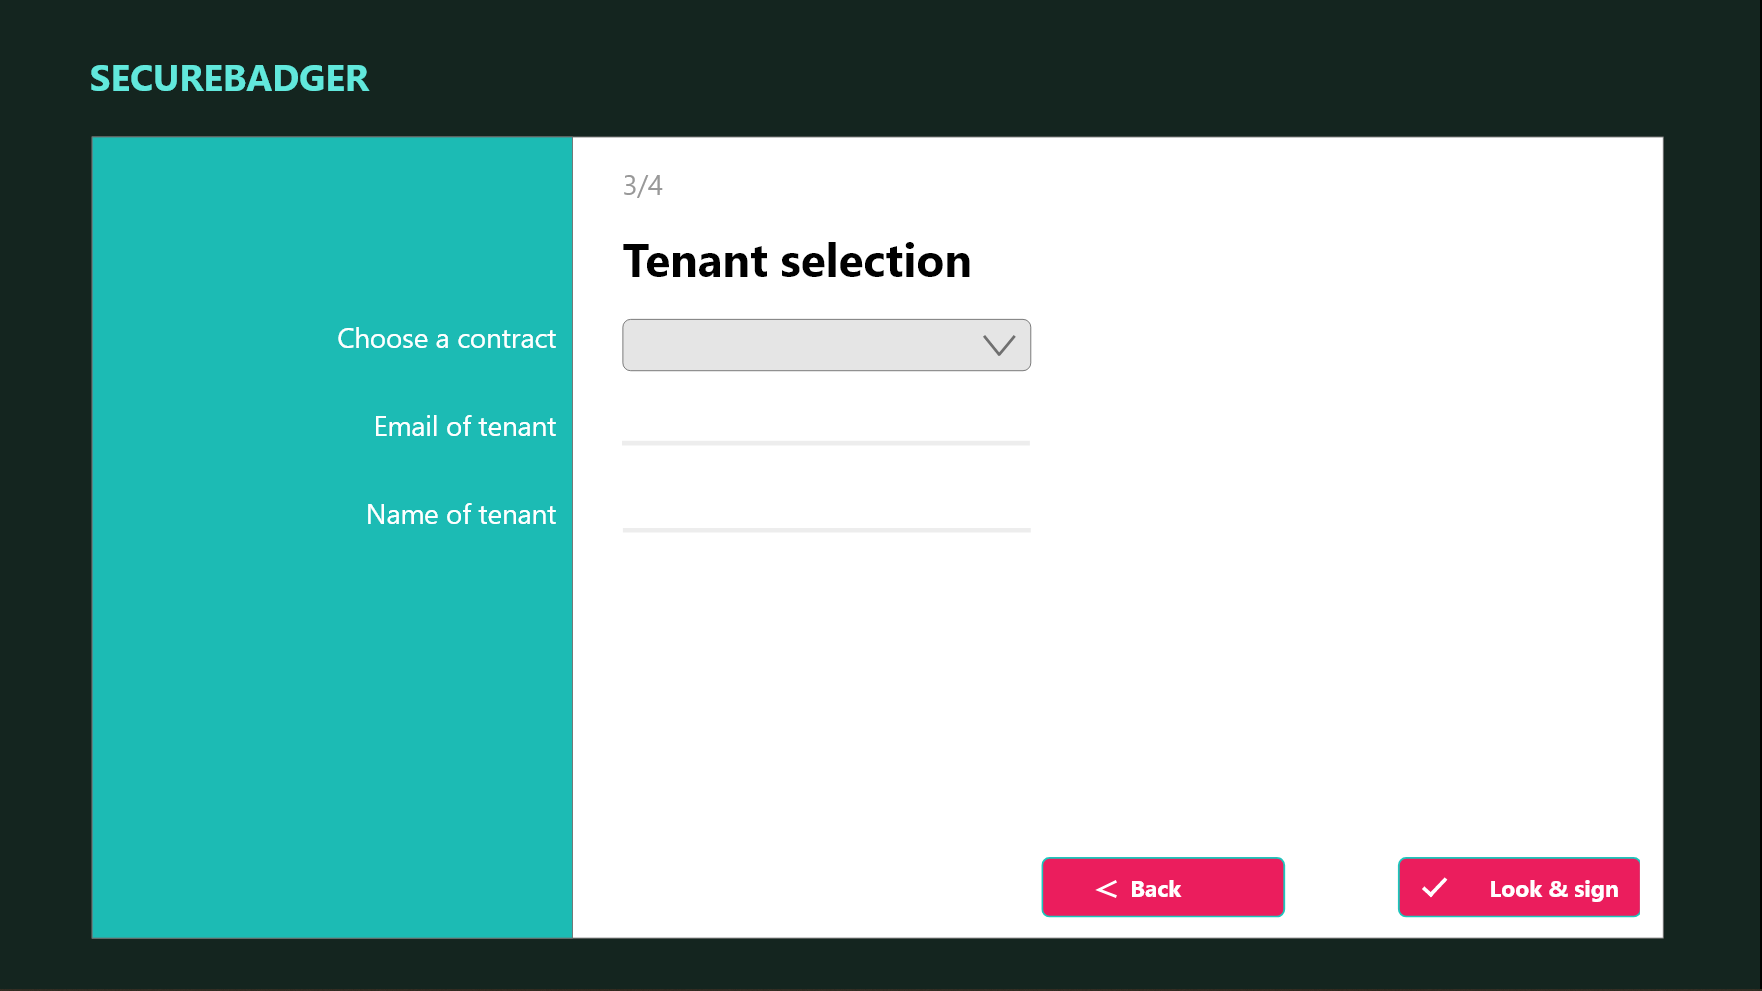 SECUREBADGER
3/4
Tenant selection
Choose a contract
Email of tenant
Name of tenant
< Back
Look & sign